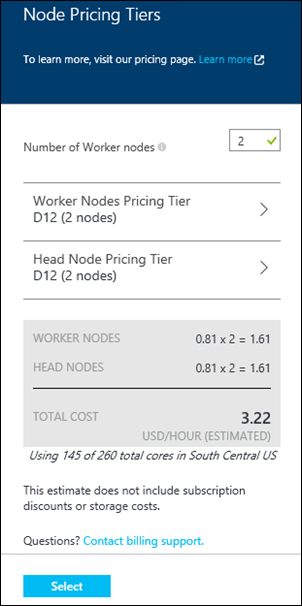 Node Pricing Tiers
To learn more, visit our pricing page. Learn more
Number of Worker nodes
2
Worker Nodes Pricing Tier
D12 (2 nodes)
Head Node Pricing Tier
D12 (2 nodes)
WORKER NODES 0.81 x 2 = 1.61
HEAD NODES 0.81 x 2 = 1.61
TOTAL COST 3.22
USD/HOUR (ESTIMATED)
Using 145 of 260 total cores in South Central US
This estimate does not include subscription
discounts or storage costs.
Questions? Contact billing support.
Select